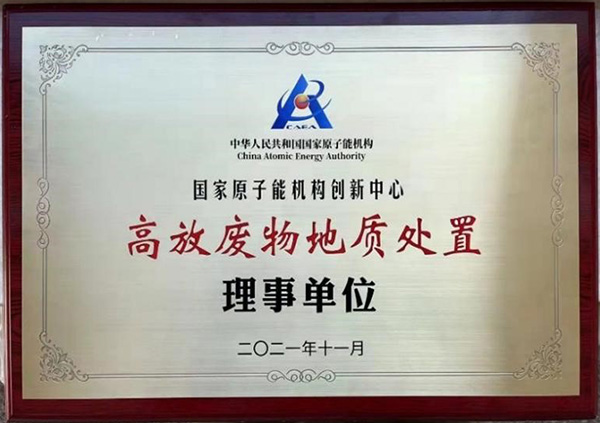 CAEA
中华人民共和国国家原子能机构
China Atomic Energy Authority
国家原子能机构创新中心
高放废物地质处置
理事单位
二〇二一年十一月